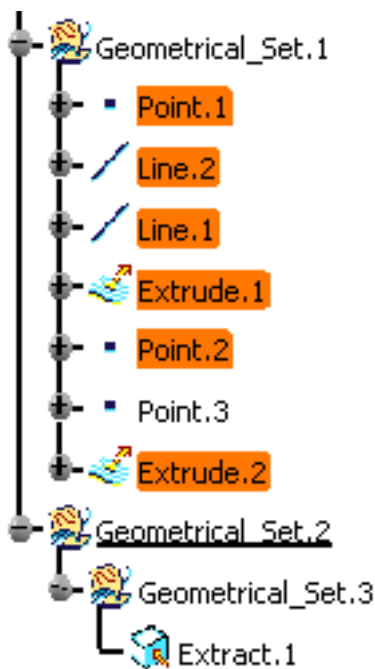 Geometrical_Set.1
Point.1
Line.2
Line.1
Extrude.1
Point.2
Point.3
Extrude.2
Geometrical_Set.2
Geometrical_Set.3
Extract.1